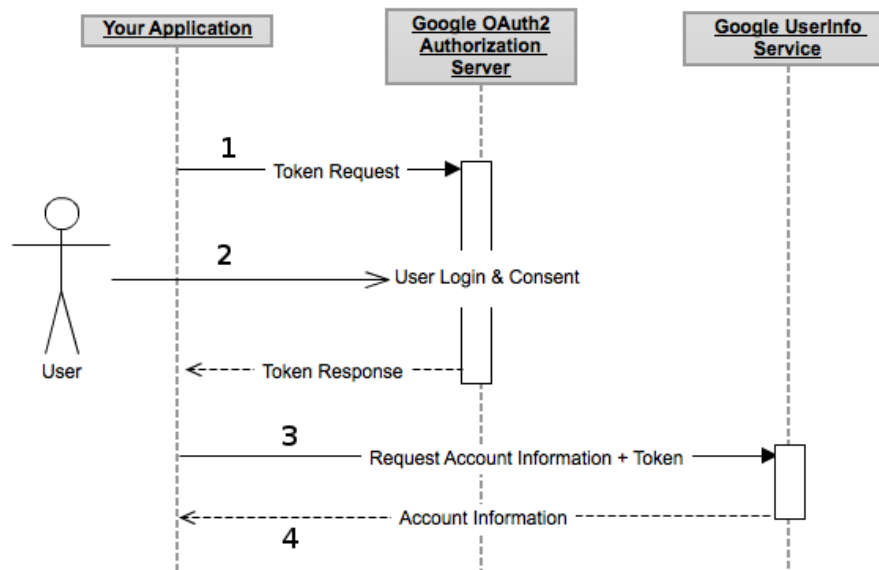 Your Application
Google OAuth2
Authorization
Server
Google UserInfo
Service
1
Token Request
2
User Login & Consent
User
Token Response
3
Request Account Information + Token
Account Information
4